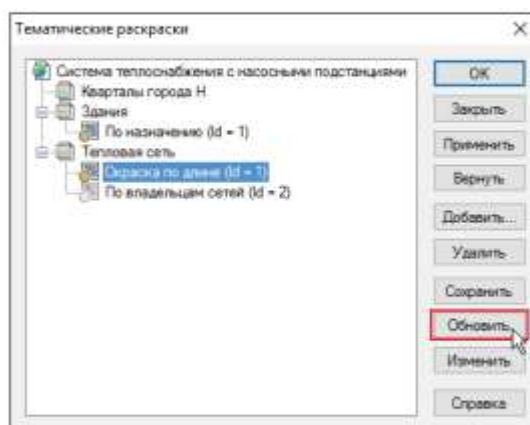 Тематические раскраски
Система теплоснабжения с насосными подстанциями
Кварталы города Н
Здания
По назначению (Id = 1)
Тепловая сеть
Окраска по длине (Id = 1)
По владельцам сетей (Id = 2)
OK
Закрыть
Применить
Вернуть
Добавить...
Удалить
Сохранить
Обновить
Изменить
Справка